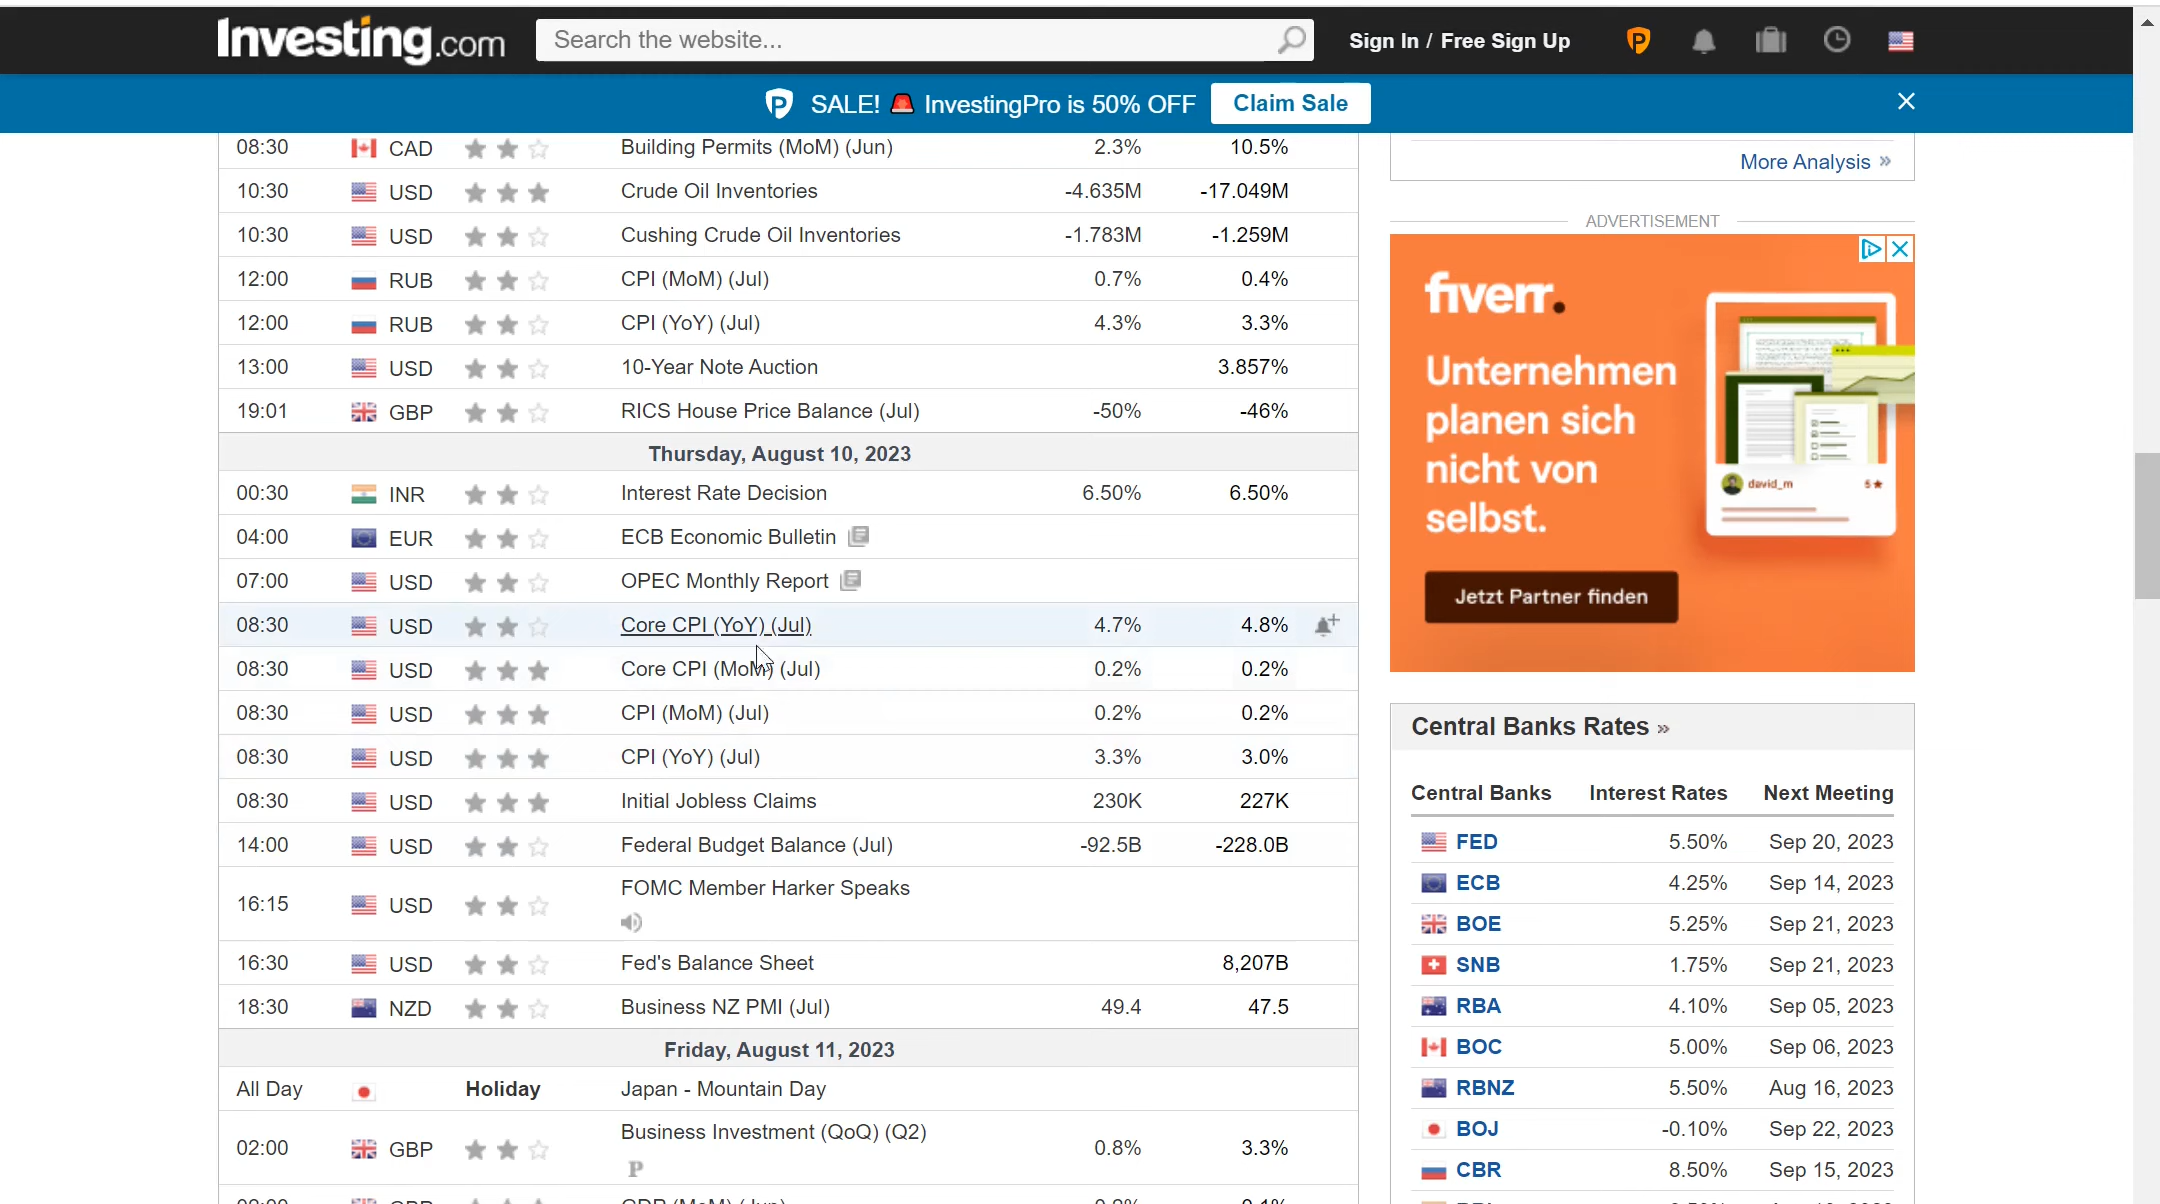 Investing.com
Search the website...
Sign In / Free Sign Up
SALE! InvestingPro is 50% OFF
Claim Sale
08:30 CAD Building Permits (MoM) (Jun) 2.3% 10.5%
10:30 USD Crude Oil Inventories -4.635M -17.049M
10:30 USD Cushing Crude Oil Inventories -1.783M -1.259M
12:00 RUB CPI (MoM) (Jul) 0.7% 0.4%
12:00 RUB CPI (YoY) (Jul) 4.3% 3.3%
13:00 USD 10-Year Note Auction 3.857%
19:01 GBP RICS House Price Balance (Jul) -50% -46%
Thursday, August 10, 2023
00:30 INR Interest Rate Decision 6.50% 6.50%
04:00 EUR ECB Economic Bulletin
07:00 USD OPEC Monthly Report
08:30 USD Core CPI (YoY) (Jul) 4.7% 4.8%
08:30 USD Core CPI (MoM) (Jul) 0.2% 0.2%
08:30 USD CPI (MoM) (Jul) 0.2% 0.2%
08:30 USD CPI (YoY) (Jul) 3.3% 3.0%
08:30 USD Initial Jobless Claims 230K 227K
14:00 USD Federal Budget Balance (Jul) -92.5B -228.0B
16:15 USD FOMC Member Harker Speaks
16:30 USD Fed's Balance Sheet 8,207B
18:30 NZD Business NZ PMI (Jul) 49.4 47.5
Friday, August 11, 2023
All Day Holiday Japan - Mountain Day
02:00 GBP Business Investment (QoQ) (Q2) 0.8% 3.3%
P
More Analysis »
ADVERTISEMENT
fiverr.
Unternehmen
planen sich
nicht von
selbst.
david_m 5★
Jetzt Partner finden
Central Banks Rates »
Central Banks Interest Rates Next Meeting
FED 5.50% Sep 20, 2023
ECB 4.25% Sep 14, 2023
BOE 5.25% Sep 21, 2023
SNB 1.75% Sep 21, 2023
RBA 4.10% Sep 05, 2023
BOC 5.00% Sep 06, 2023
RBNZ 5.50% Aug 16, 2023
BOJ -0.10% Sep 22, 2023
CBR 8.50% Sep 15, 2023